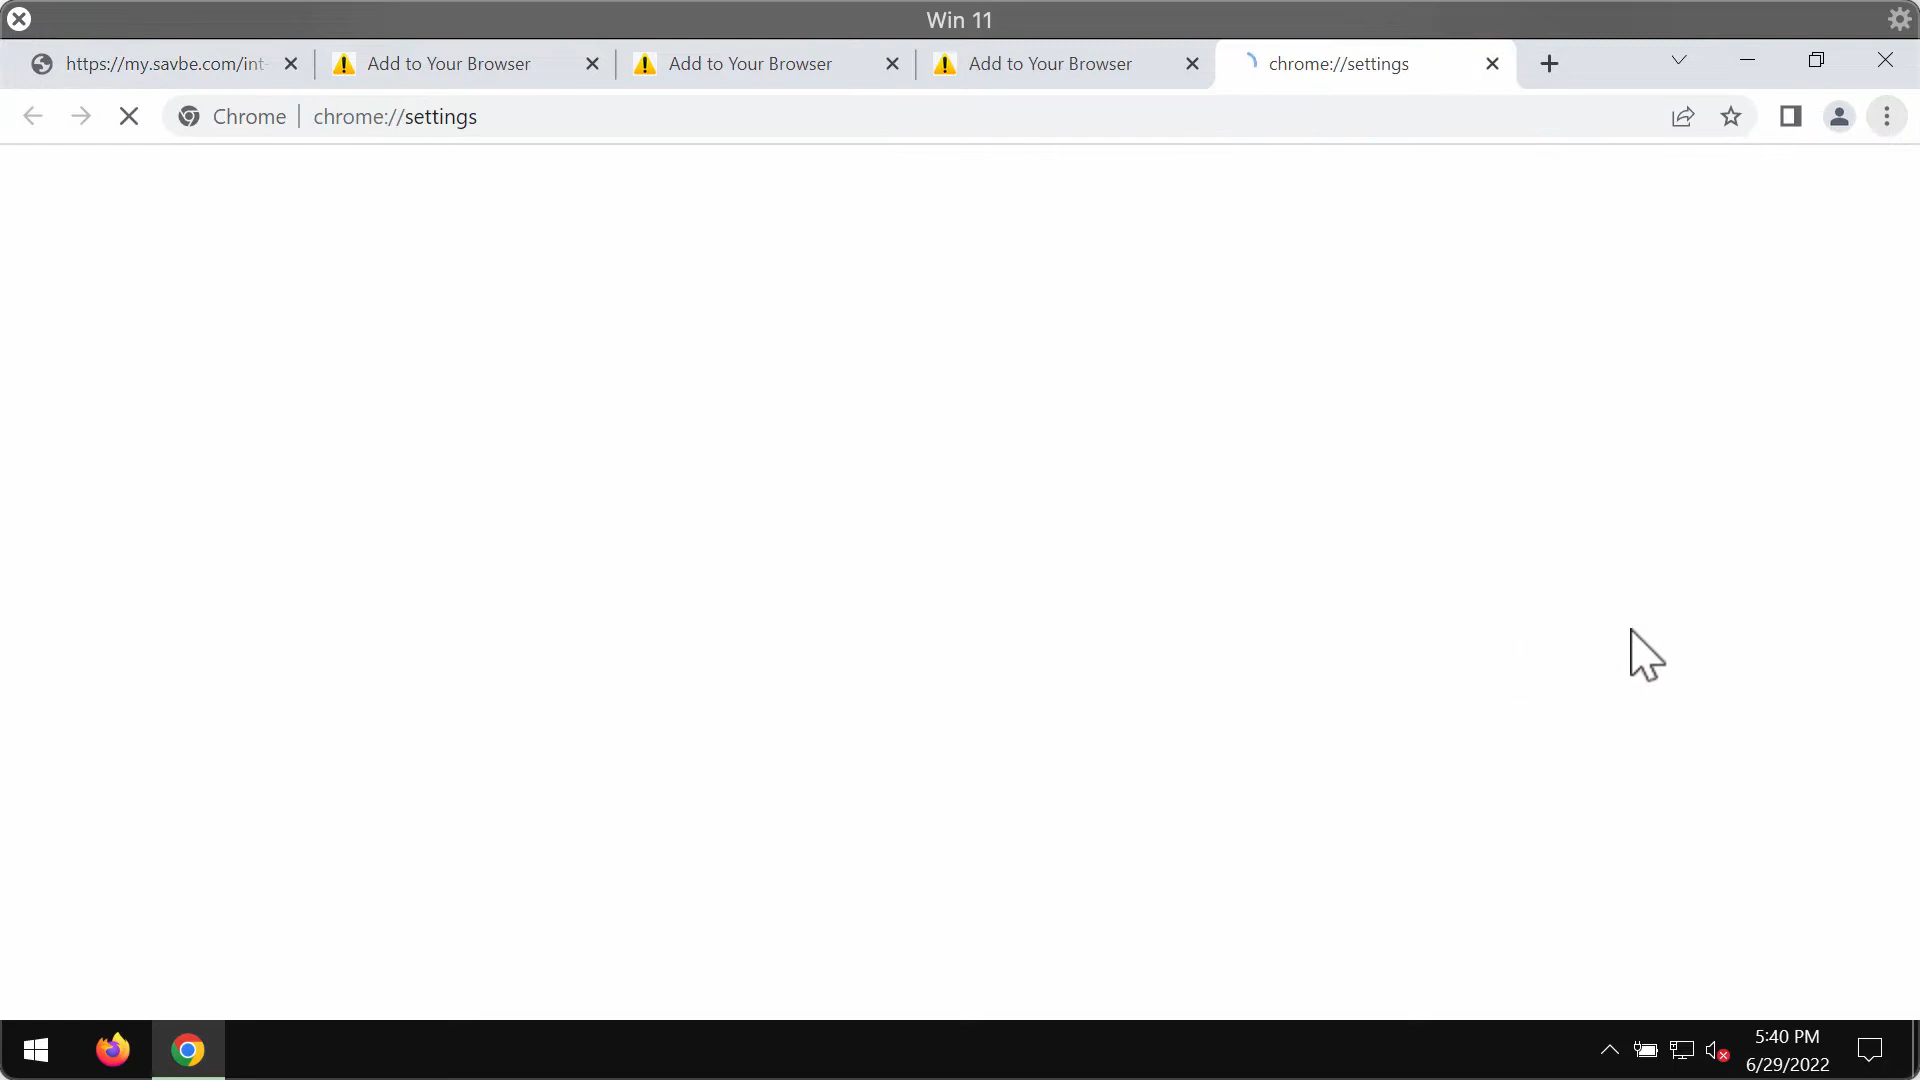 Win 11
https://my.savbe.com/int-
Add to Your Browser
Add to Your Browser
Add to Your Browser
chrome://settings
Chrome
chrome://settings
5:40 PM
6/29/2022